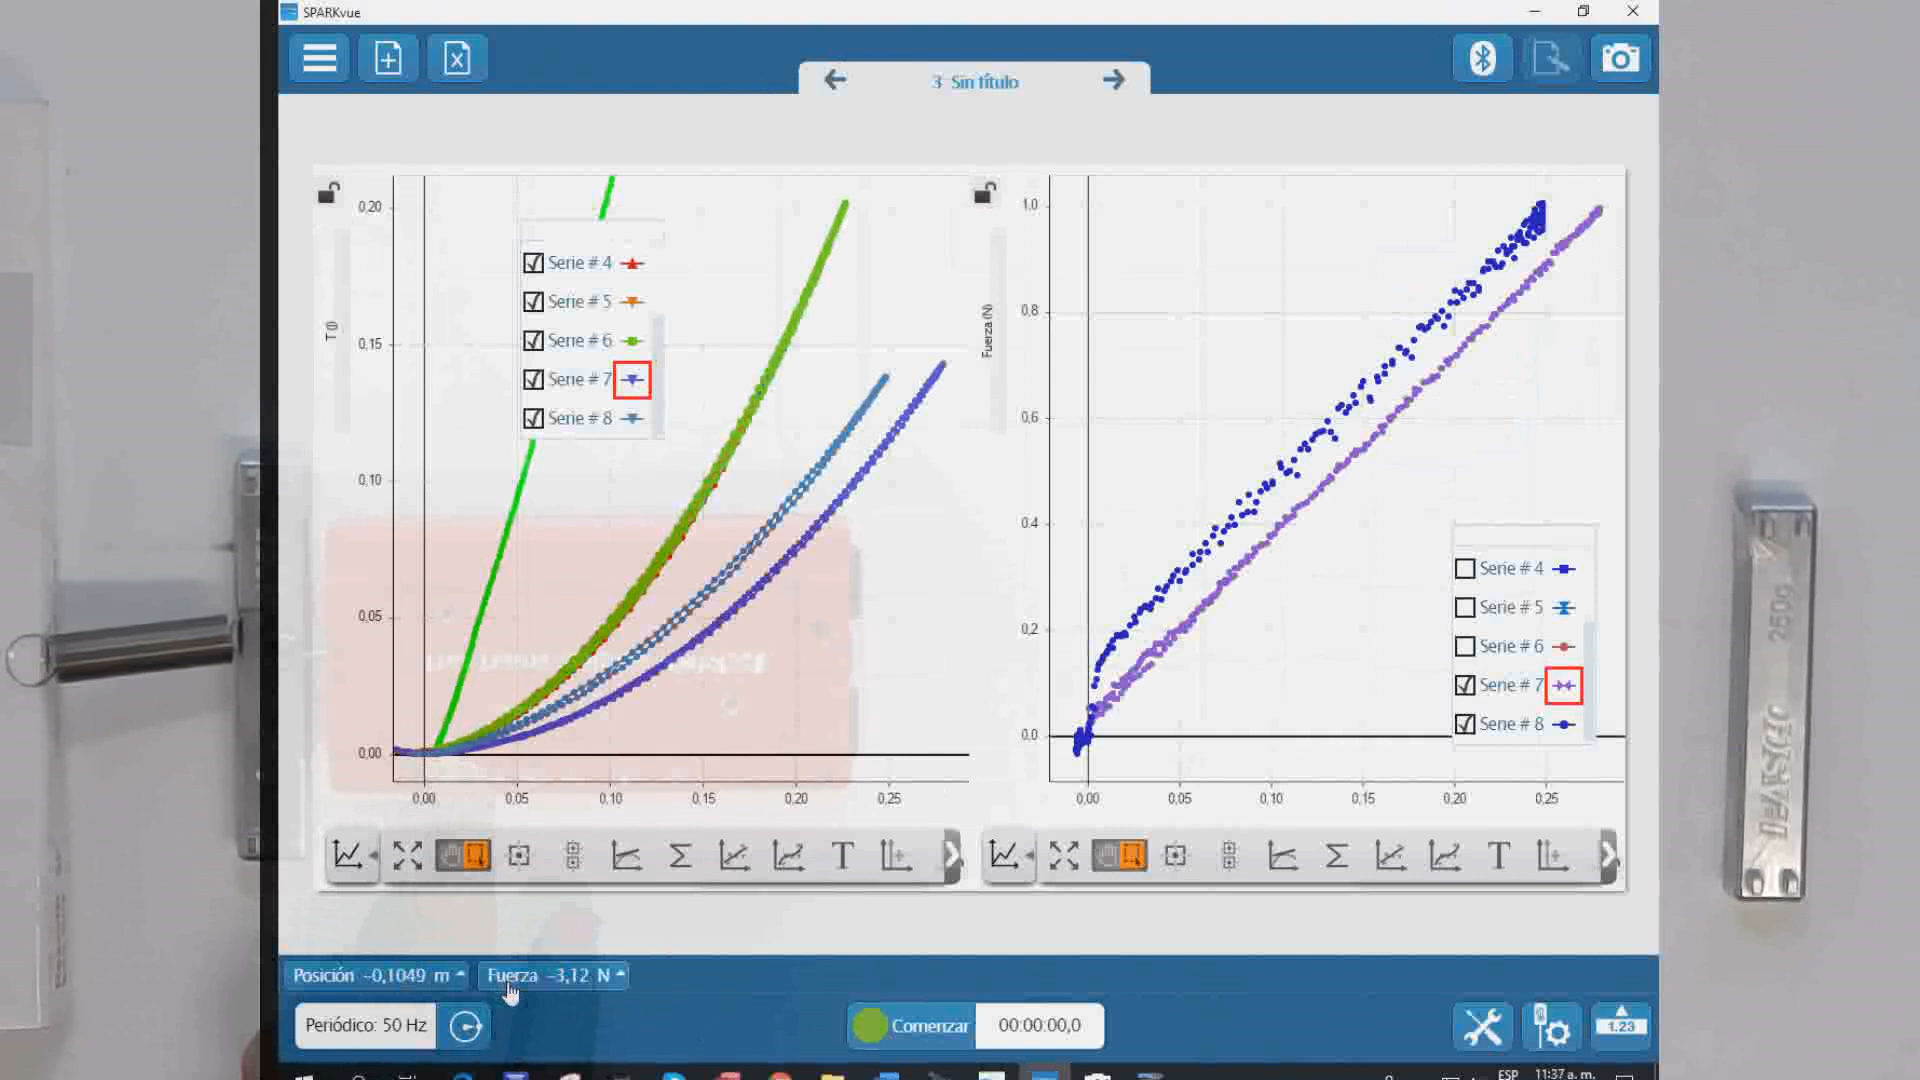 SPARKvue
3 Sin título
T ()
0,20
0,15
0,10
0,05
0,00
0,00 0,05 0,10 0,15 0,20 0,25
Serie # 4
Serie # 5
Serie # 6
Serie # 7
Serie # 8
Fuerza (N)
1,0
0,8
0,6
0,4
0,2
0,0
0,00 0,05 0,10 0,15 0,20 0,25
Serie # 4
Serie # 5
Serie # 6
Serie # 7
Serie # 8
T
T
Posición -0,1049 m
Fuerza -3,12 N
Periódico: 50 Hz
Comenzar 00:00:00,0
1.23
ESP 11:37 a. m.
250g